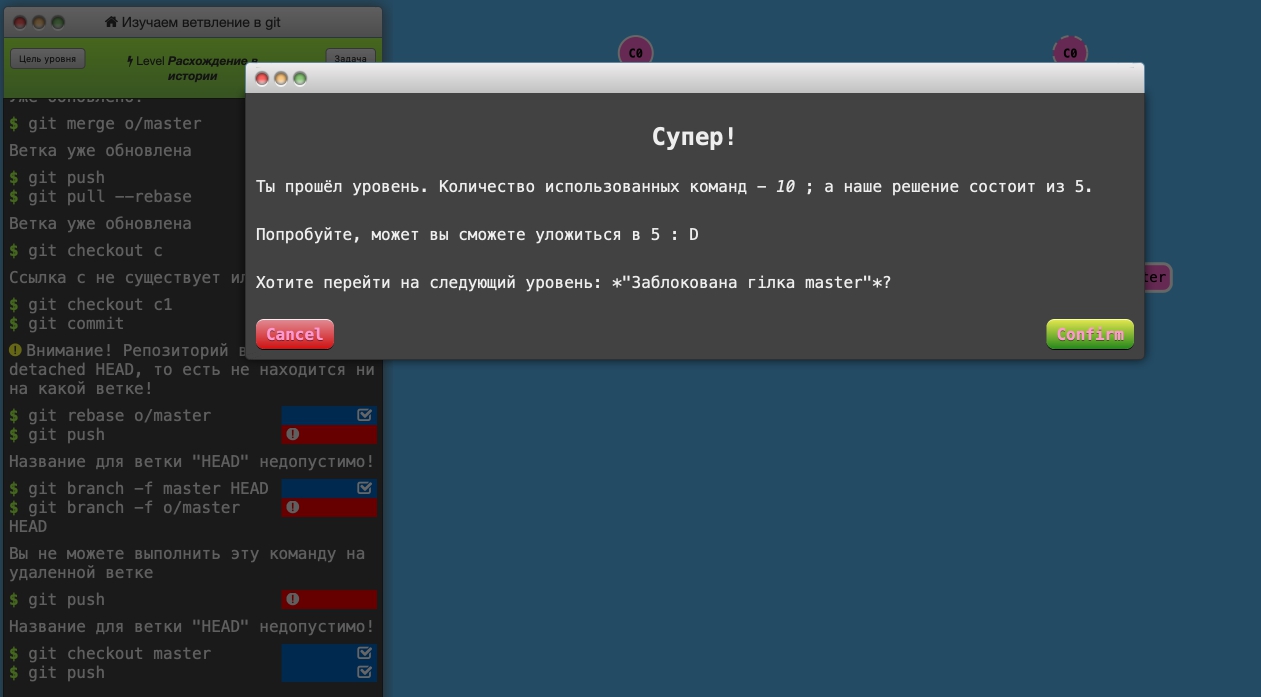 Изучаем ветвление в git
Цель уровня
Level Расхождение в
истории
Задача
C0
C0
Уже обновлено!
$ git merge o/master
Ветка уже обновлена
$ git push
$ git pull --rebase
Ветка уже обновлена
$ git checkout c
Ссылка c не существует ил
$ git checkout c1
$ git commit
Внимание! Репозиторий в
detached HEAD, то есть не находится ни
на какой ветке!
$ git rebase o/master
$ git push
Название для ветки "HEAD" недопустимо!
$ git branch -f master HEAD
$ git branch -f o/master
HEAD
Вы не можете выполнить эту команду на
удаленной ветке
$ git push
Название для ветки "HEAD" недопустимо!
$ git checkout master
$ git push
Супер!
Ты прошёл уровень. Количество использованных команд – 10 ; а наше решение состоит из 5.
Попробуйте, может вы сможете уложиться в 5 : D
Хотите перейти на следующий уровень: *"Заблокована гілка master"*?
Cancel
Confirm